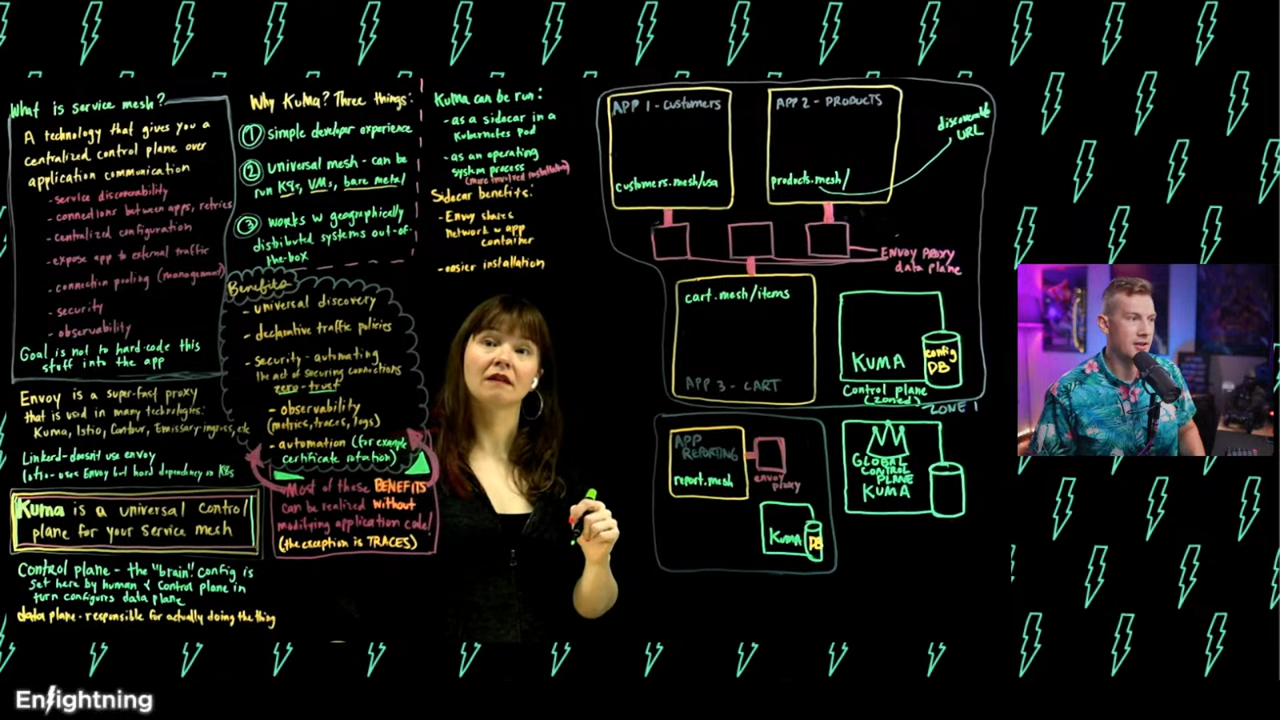 What is service mesh?
A technology that gives you a
centralized control plane over
application communication
- service discoverability
- connections between apps, retries
- centralized configuration
- expose app to external traffic
- connection pooling (management)
- security
- observability
Goal is not to hard-code this
stuff into the app
Envoy is a super-fast proxy
that is used in many technologies:
Kuma, Istio, Contour, Emissary-ingress, etc
Linkerd - doesn't use envoy
Istio - uses Envoy but hard dependency on K8s
Kuma is a universal control
plane for your service mesh
Control plane - the "brain". Config is
set here by human & control plane in
turn configures data plane
data plane - responsible for actually doing the thing
Why Kuma? Three things:
1 simple developer experience
2 universal mesh - can be
run K8s, VMs, bare metal
3 works w geographically
distributed systems out-of-
the-box
Benefits
- universal discovery
- declarative traffic policies
- security - automating
the act of securing connections
zero-trust
- observability
(metrics, traces, logs)
- automation (for example
certificate rotation)
Most of these BENEFITS
can be realized without
modifying application code!
(the exception is TRACES)
Kuma can be run:
- as a sidecar in a
Kubernetes Pod
- as an operating
system process
(more involved installation)
Sidecar benefits:
- Envoy shares
network w app
container
- easier installation
APP 1 - CUSTOMERS
customers.mesh/usa
APP 2 - PRODUCTS
products.mesh/
discoverable
URL
ENVOY PROXY
data plane
cart.mesh/items
APP 3 - CART
KUMA
config
DB
Control plane
(zoned)
ZONE 1
APP
REPORTING
report.mesh
envoy
proxy
KUMA
DB
GLOBAL
CONTROL
PLANE
KUMA
Enlightning